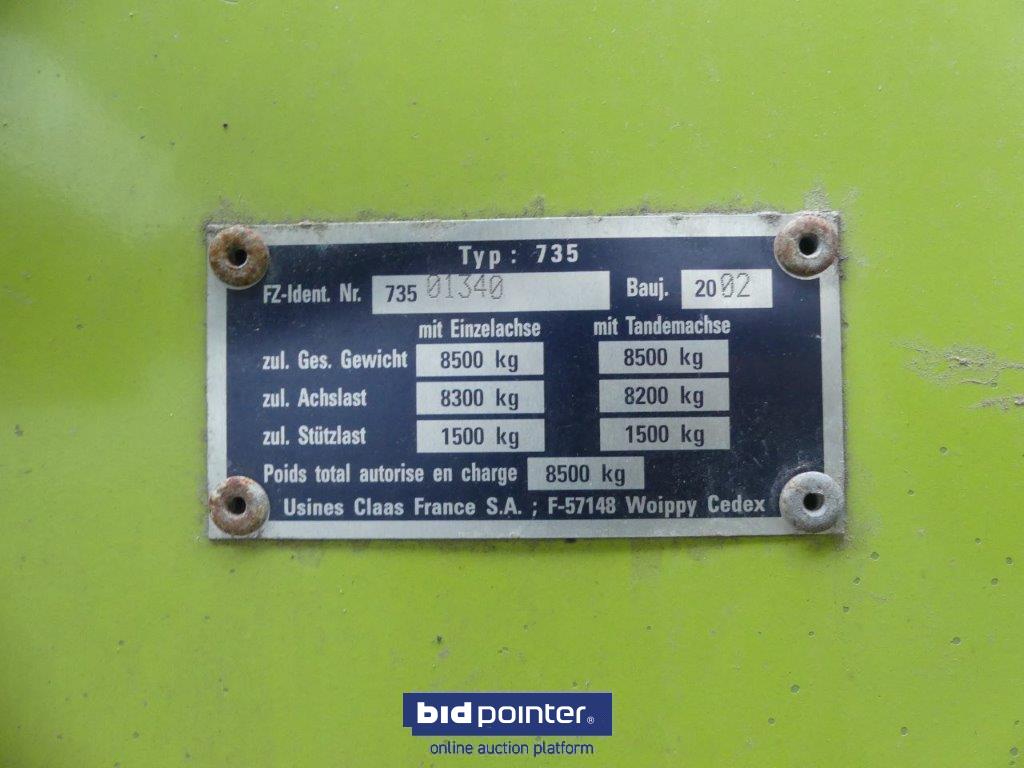 Typ: 735
FZ-Ident. Nr. 735 01340 Bauj. 2002
mit Einzelachse mit Tandemachse
zul. Ges. Gewicht 8500 kg 8500 kg
zul. Achslast 8300 kg 8200 kg
zul. Stützlast 1500 kg 1500 kg
Poids total autorise en charge 8500 kg
Usines Claas France S.A. ; F-57148 Woippy Cedex
bidpointer®
online auction platform